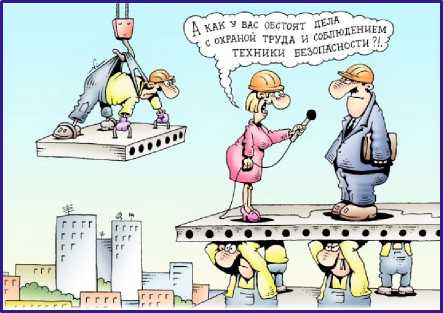 А КАК У ВАС ОБСТОЯТ ДЕЛА
С ОХРАНОЙ ТРУДА И СОБЛЮДЕНИЕМ
ТЕХНИКИ БЕЗОПАСНОСТИ?!.